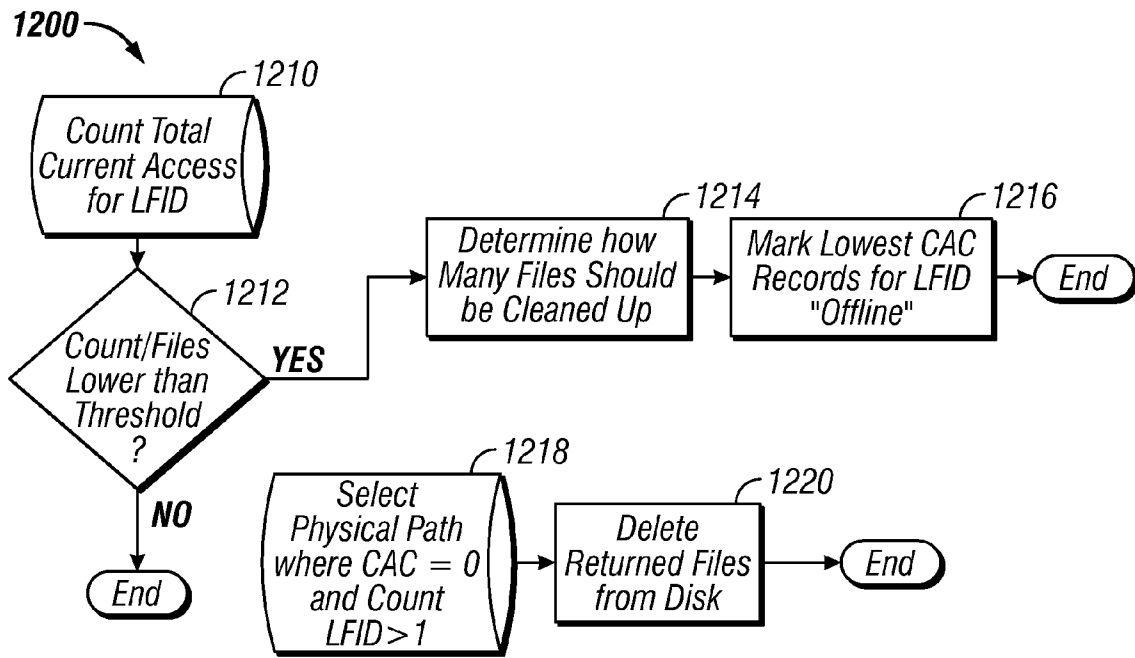 1200
1210
Count Total
Current Access
for LFID
1212
Count/Files
Lower than
Threshold
?
YES
NO
End
1214
Determine how
Many Files Should
be Cleaned Up
1216
Mark Lowest CAC
Records for LFID
"Offline"
End
1218
Select
Physical Path
where CAC = 0
and Count
LFID>1
1220
Delete
Returned Files
from Disk
End